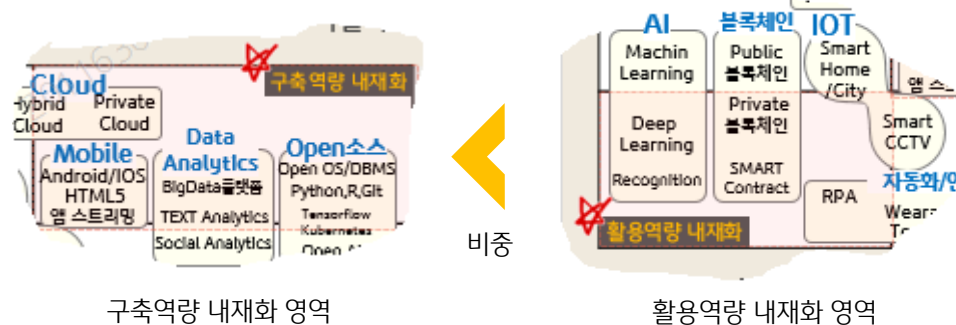 구축역량 내재화
Cloud
Hybrid
Cloud
Private
Cloud
Mobile
Android/IOS
HTML5
앱 스트리밍
Data
Analytics
BigData플랫폼
TEXT Analytics
Social Analytics
Open소스
Open OS/DBMS
Python,R,Git
Tensorflow
Kubernetes
비중
AI
Machin
Learning
Deep
Learning
Recognition
블록체인
Public
블록체인
Private
블록체인
SMART
Contract
IOT
Smart
Home
/City
Smart
CCTV
RPA
활용역량 내재화
구축역량 내재화 영역
활용역량 내재화 영역